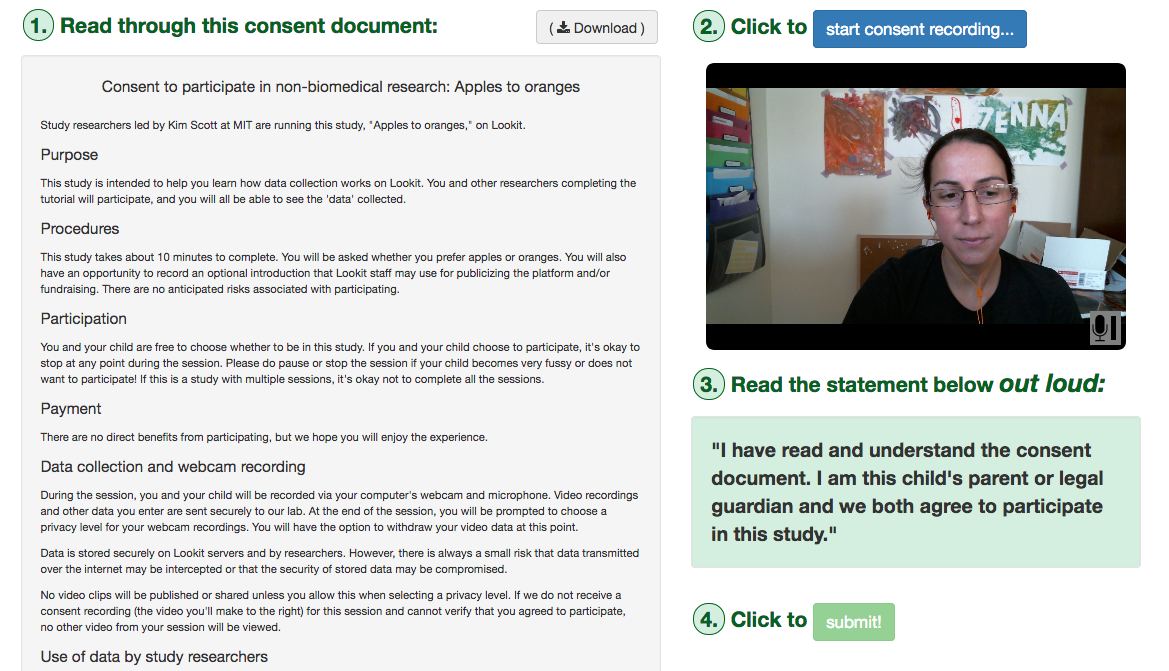 1. Read through this consent document:
( Download )
Consent to participate in non-biomedical research: Apples to oranges
Study researchers led by Kim Scott at MIT are running this study, "Apples to oranges," on Lookit.
Purpose
This study is intended to help you learn how data collection works on Lookit. You and other researchers completing the
tutorial will participate, and you will all be able to see the 'data' collected.
Procedures
This study takes about 10 minutes to complete. You will be asked whether you prefer apples or oranges. You will also
have an opportunity to record an optional introduction that Lookit staff may use for publicizing the platform and/or
fundraising. There are no anticipated risks associated with participating.
Participation
You and your child are free to choose whether to be in this study. If you and your child choose to participate, it's okay to
stop at any point during the session. Please do pause or stop the session if your child becomes very fussy or does not
want to participate! If this is a study with multiple sessions, it's okay not to complete all the sessions.
Payment
There are no direct benefits from participating, but we hope you will enjoy the experience.
Data collection and webcam recording
During the session, you and your child will be recorded via your computer's webcam and microphone. Video recordings
and other data you enter are sent securely to our lab. At the end of the session, you will be prompted to choose a
privacy level for your webcam recordings. You will have the option to withdraw your video data at this point.
Data is stored securely on Lookit servers and by researchers. However, there is always a small risk that data transmitted
over the internet may be intercepted or that the security of stored data may be compromised.
No video clips will be published or shared unless you allow this when selecting a privacy level. If we do not receive a
consent recording (the video you'll make to the right) for this session and cannot verify that you agreed to participate,
no other video from your session will be viewed.
Use of data by study researchers
2. Click to start consent recording...
ZENNA
3. Read the statement below out loud:
"I have read and understand the consent
document. I am this child's parent or legal
guardian and we both agree to participate
in this study."
4. Click to submit!